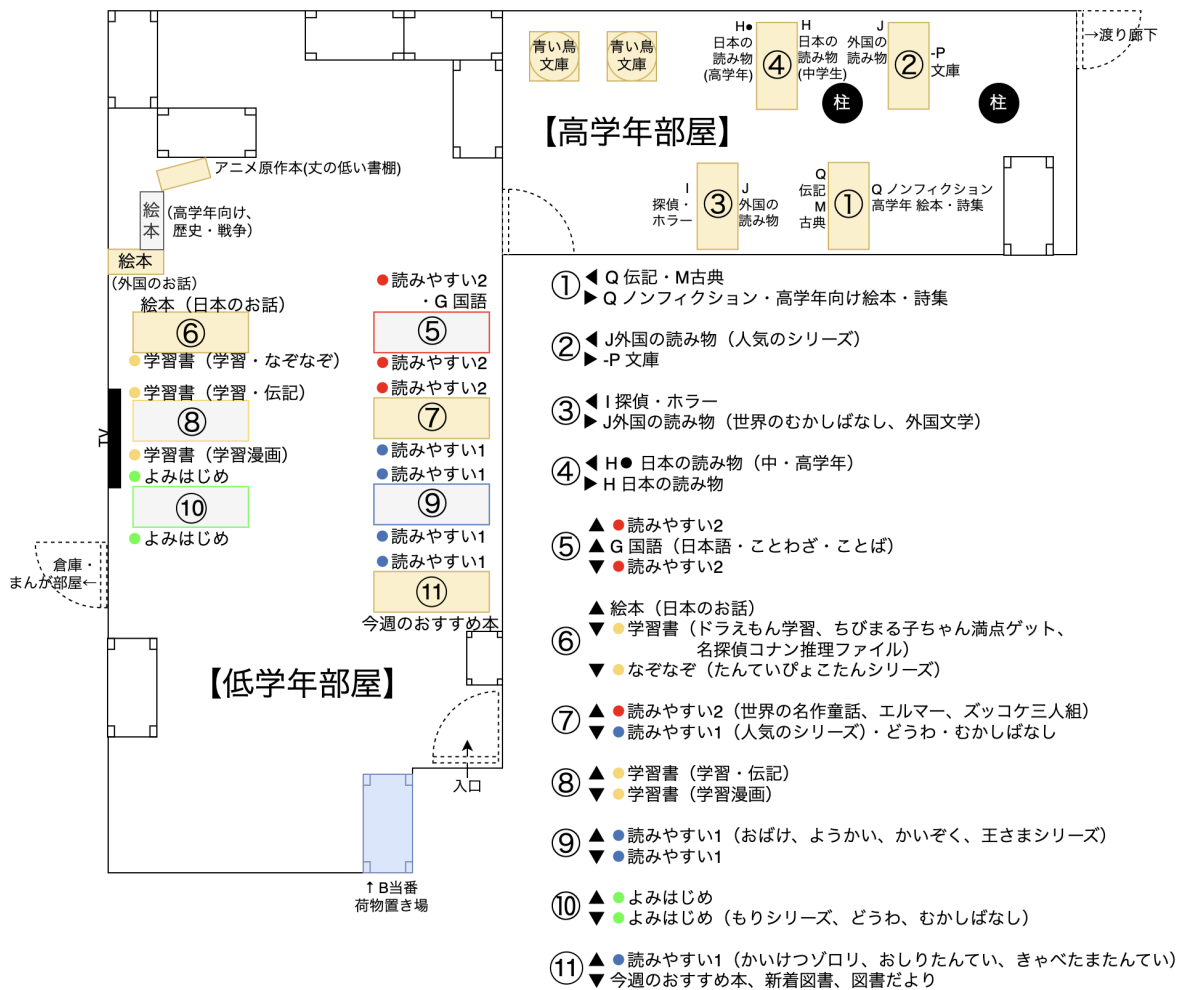 H●
日本の
読み物
(高学年)
④
H
日本の
読み物
(中学生)
J
外国の
読み物
②
-P
文庫
→渡り廊下
青い鳥
文庫
青い鳥
文庫
柱
柱
【高学年部屋】
I
探偵・
ホラー
③
J
外国の
読み物
Q
伝記
M
古典
①
Q ノンフィクション
高学年 絵本・詩集
アニメ原作本(丈の低い書棚)
絵
本
(高学年向け、
歴史・戦争)
絵本
(外国のお話)
絵本（日本のお話）
⑥
●学習書（学習・なぞなぞ）
●学習書（学習・伝記）
⑧
●学習書（学習漫画）
●よみはじめ
⑩
●よみはじめ
TV
●読みやすい2
・G 国語
⑤
●読みやすい2
●読みやすい2
⑦
●読みやすい1
●読みやすい1
⑨
●読みやすい1
●読みやすい1
⑪
今週のおすすめ本
倉庫・
まんが部屋←
【低学年部屋】
入口
↑B当番
荷物置き場
①
◀ Q 伝記・M古典
▶ Q ノンフィクション・高学年向け絵本・詩集
②
◀ J外国の読み物（人気のシリーズ）
▶ -P 文庫
③
◀ I 探偵・ホラー
▶ J外国の読み物（世界のむかしばなし、外国文学）
④
◀ H● 日本の読み物（中・高学年）
▶ H 日本の読み物
⑤
▲ ●読みやすい2
▲ G 国語（日本語・ことわざ・ことば）
▼ ●読みやすい2
⑥
▲ 絵本（日本のお話）
▼ ●学習書（ドラえもん学習、ちびまる子ちゃん満点ゲット、
名探偵コナン推理ファイル）
▼ ●なぞなぞ（たんていぴょこたんシリーズ）
⑦
▲ ●読みやすい2（世界の名作童話、エルマー、ズッコケ三人組）
▼ ●読みやすい1（人気のシリーズ）・どうわ・むかしばなし
⑧
▲ ●学習書（学習・伝記）
▼ ●学習書（学習漫画）
⑨
▲ ●読みやすい1（おばけ、ようかい、かいぞく、王さまシリーズ）
▼ ●読みやすい1
⑩
▲ ●よみはじめ
▼ ●よみはじめ（もりシリーズ、どうわ、むかしばなし）
⑪
▲ ●読みやすい1（かいけつゾロリ、おしりたんてい、きゃべたまたんてい）
▼ 今週のおすすめ本、新着図書、図書だより